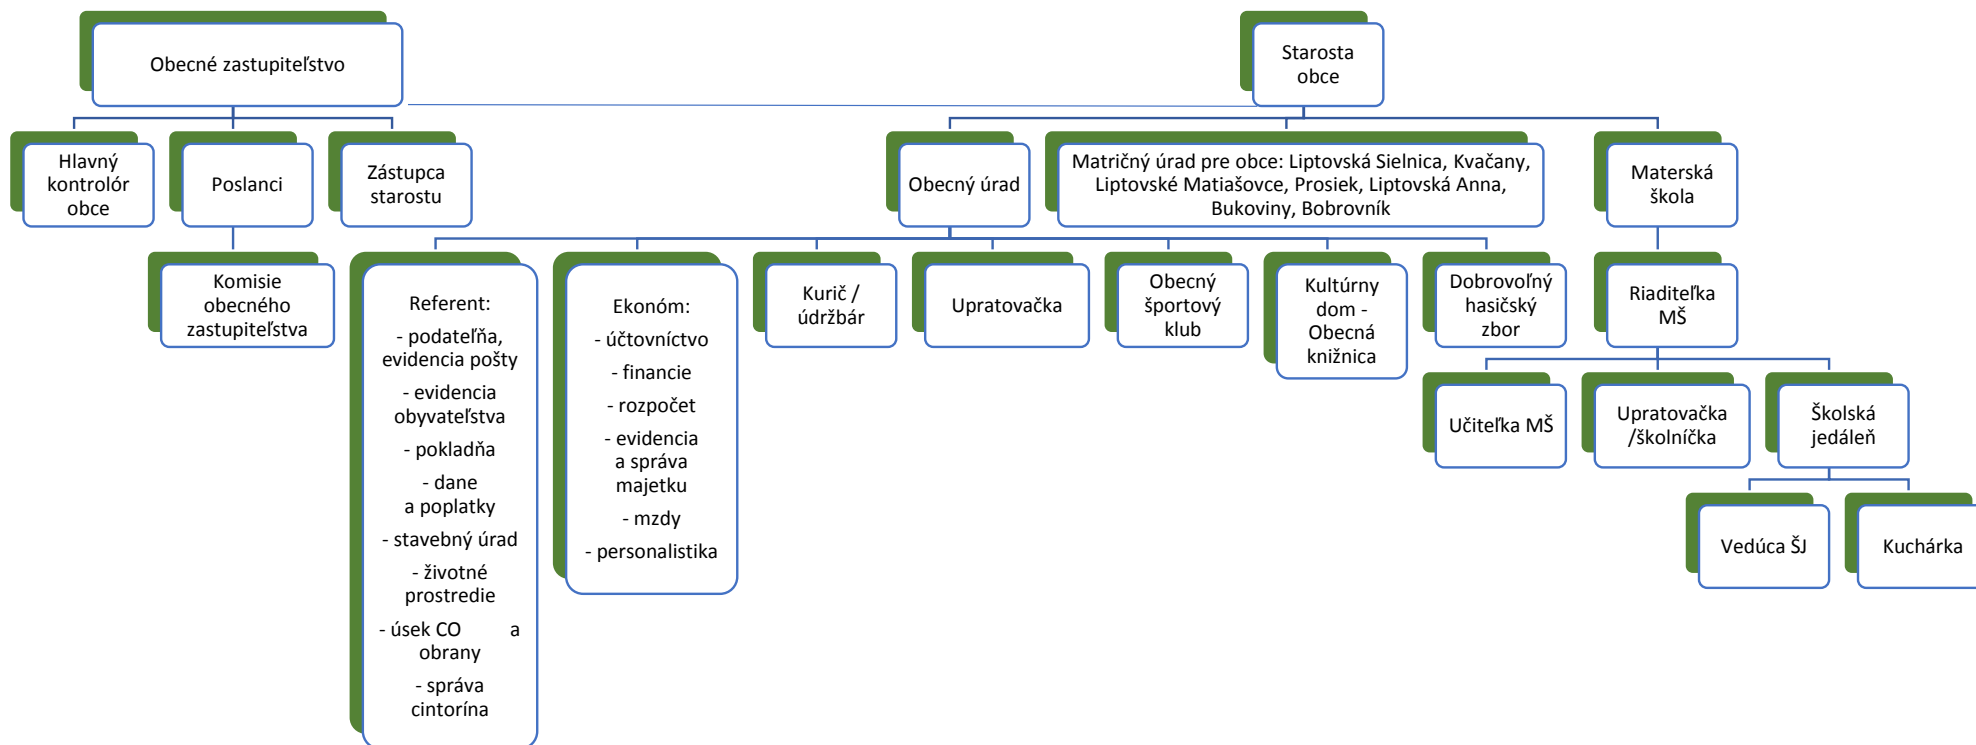 Obecné zastupiteľstvo
Starosta
obce
Hlavný
kontrolór
obce
Poslanci
Zástupca
starostu
Obecný úrad
Matričný úrad pre obce: Liptovská Sielnica, Kvačany,
Liptovské Matiašovce, Prosiek, Liptovská Anna,
Bukoviny, Bobrovník
Materská
škola
Komisie
obecného
zastupiteľstva
Referent:
- podateľňa,
evidencia pošty
- evidencia
obyvateľstva
- pokladňa
- dane
a poplatky
- stavebný úrad
- životné
prostredie
- úsek CO a
obrany
- správa
cintorína
Ekonóm:
- účtovníctvo
- financie
- rozpočet
- evidencia
a správa
majetku
- mzdy
- personalistika
Kurič /
údržbár
Upratovačka
Obecný
športový
klub
Kultúrny
dom -
Obecná
knižnica
Dobrovoľný
hasičský
zbor
Riaditeľka
MŠ
Učiteľka MŠ
Upratovačka
/školníčka
Školská
jedáleň
Vedúca ŠJ
Kuchárka